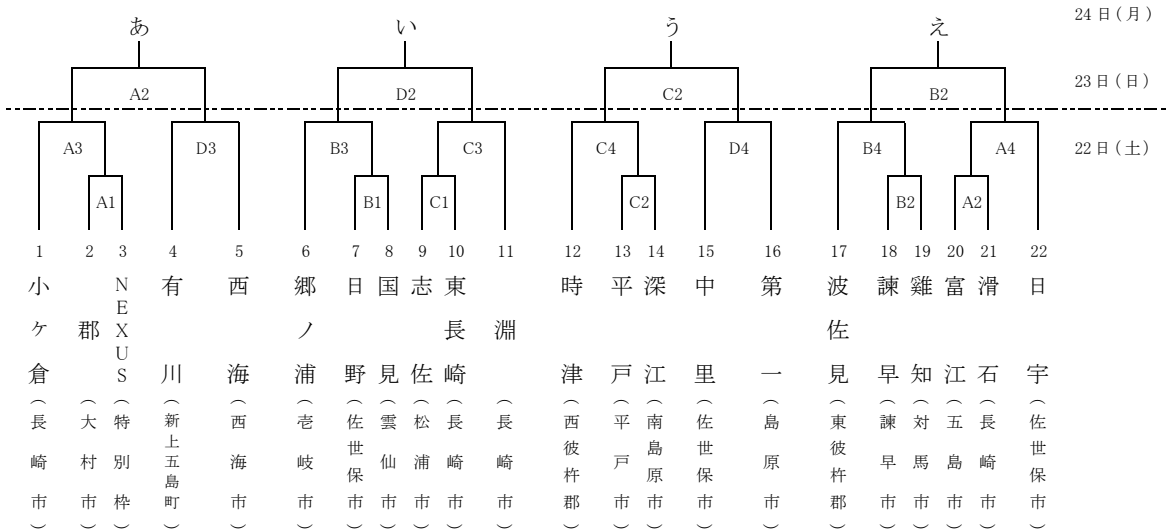 24日(月)
あ
い
う
え
23日(日)
A2
D2
C2
B2
22日(土)
A3
D3
B3
C3
C4
D4
B4
A4
A1
B1
C1
C2
B2
A2
1
2
3
4
5
6
7
8
9
10
11
12
13
14
15
16
17
18
19
20
21
22
小ケ倉(長崎市)
郡(大村市)
NEXUS(特別枠)
有川(新上五島町)
西海(西海市)
郷ノ浦(壱岐市)
日野(佐世保市)
国見(雲仙市)
志佐(松浦市)
東長崎(長崎市)
淵(長崎市)
時津(西彼杵郡)
平戸(平戸市)
深江(南島原市)
中里(佐世保市)
第一(島原市)
波佐見(東彼杵郡)
諫早(諫早市)
雞知(対馬市)
富江(五島市)
滑石(長崎市)
日宇(佐世保市)